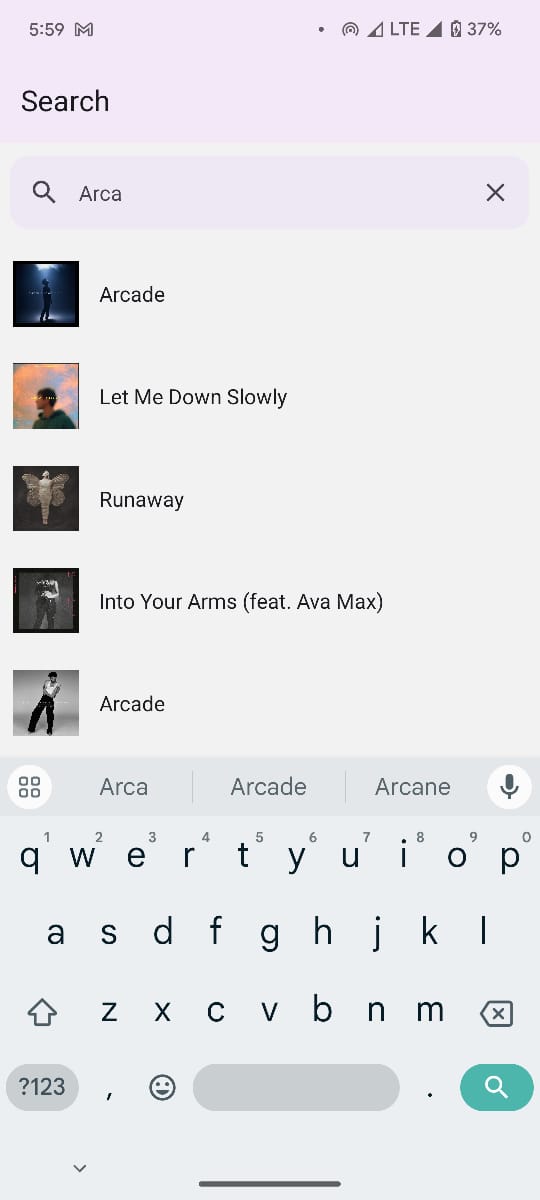 5:59 LTE 37%
Search
Arca
Arcade
Let Me Down Slowly
Runaway
Into Your Arms (feat. Ava Max)
Arcade
Arca Arcade Arcane
1 2 3 4 5 6 7 8 9 0
q w e r t y u i o p
a s d f g h j k l
z x c v b n m
?123 , .